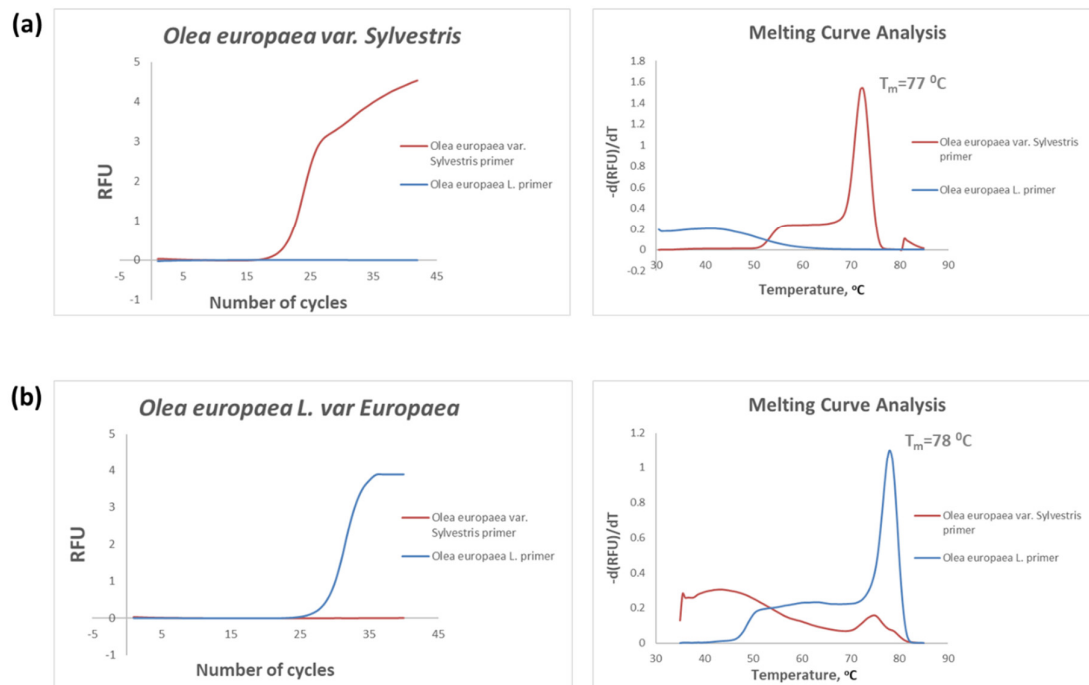 (a)
Olea europaea var. Sylvestris
5
4
3
2
1
0
-1
-5
5
15
25
35
45
RFU
Number of cycles
Olea europaea var.
Sylvestris primer
Olea europaea L. primer
Melting Curve Analysis
Tm=77 ⁰C
1.8
1.6
1.4
1.2
1
0.8
0.6
0.4
0.2
0
-0.2
30
40
50
60
70
80
90
-d(RFU)/dT
Temperature, ᵒC
Olea europaea var. Sylvestris
primer
Olea europaea L. primer
(b)
Olea europaea L. var Europaea
5
4
3
2
1
0
-1
-5
5
15
25
35
45
RFU
Number of cycles
Olea europaea var.
Sylvestris primer
Olea europaea L. primer
Melting Curve Analysis
Tm=78 ⁰C
1.2
1
0.8
0.6
0.4
0.2
0
30
40
50
60
70
80
90
-d(RFU)/dT
Temperature, ᵒC
Olea europaea var. Sylvestris
primer
Olea europaea L. primer